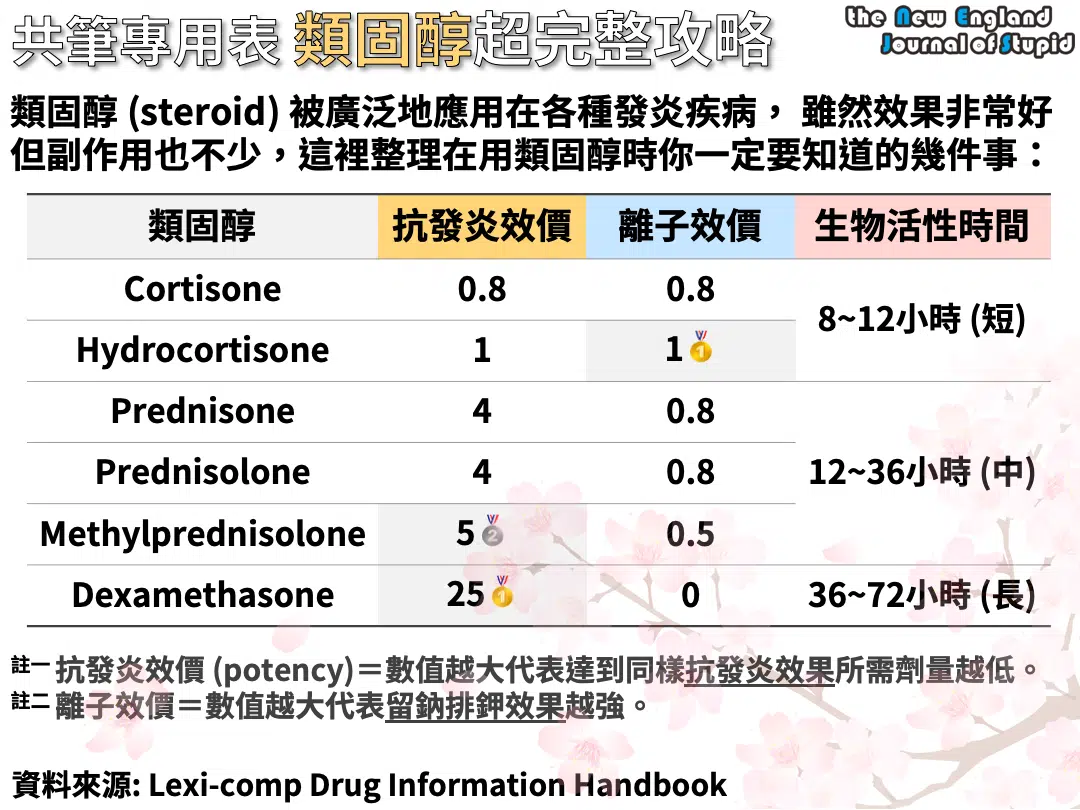 共筆專用表 類固醇超完整攻略
the New England
Journal of Stupid
類固醇 (steroid) 被廣泛地應用在各種發炎疾病， 雖然效果非常好
但副作用也不少，這裡整理在用類固醇時你一定要知道的幾件事：
類固醇 抗發炎效價 離子效價 生物活性時間
Cortisone 0.8 0.8
8~12小時 (短)
Hydrocortisone 1 1
Prednisone 4 0.8
Prednisolone 4 0.8 12~36小時 (中)
Methylprednisolone 5 0.5
Dexamethasone 25 0 36~72小時 (長)
註一 抗發炎效價 (potency)＝數值越大代表達到同樣抗發炎效果所需劑量越低。
註二 離子效價＝數值越大代表留鈉排鉀效果越強。
資料來源: Lexi-comp Drug Information Handbook